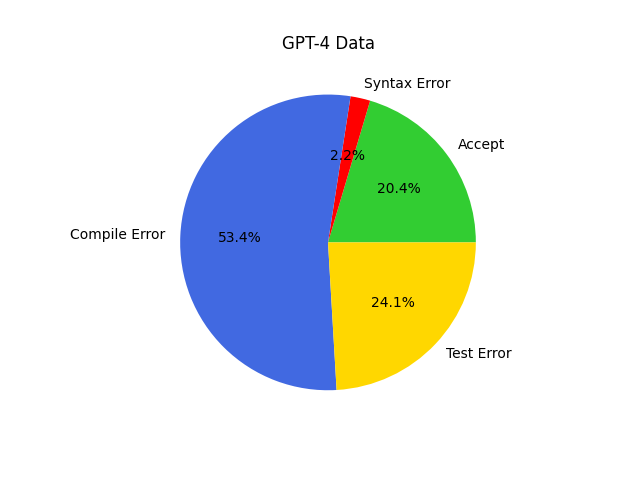 GPT-4 Data
Syntax Error
Accept
2.2%
20.4%
Compile Error
53.4%
24.1%
Test Error